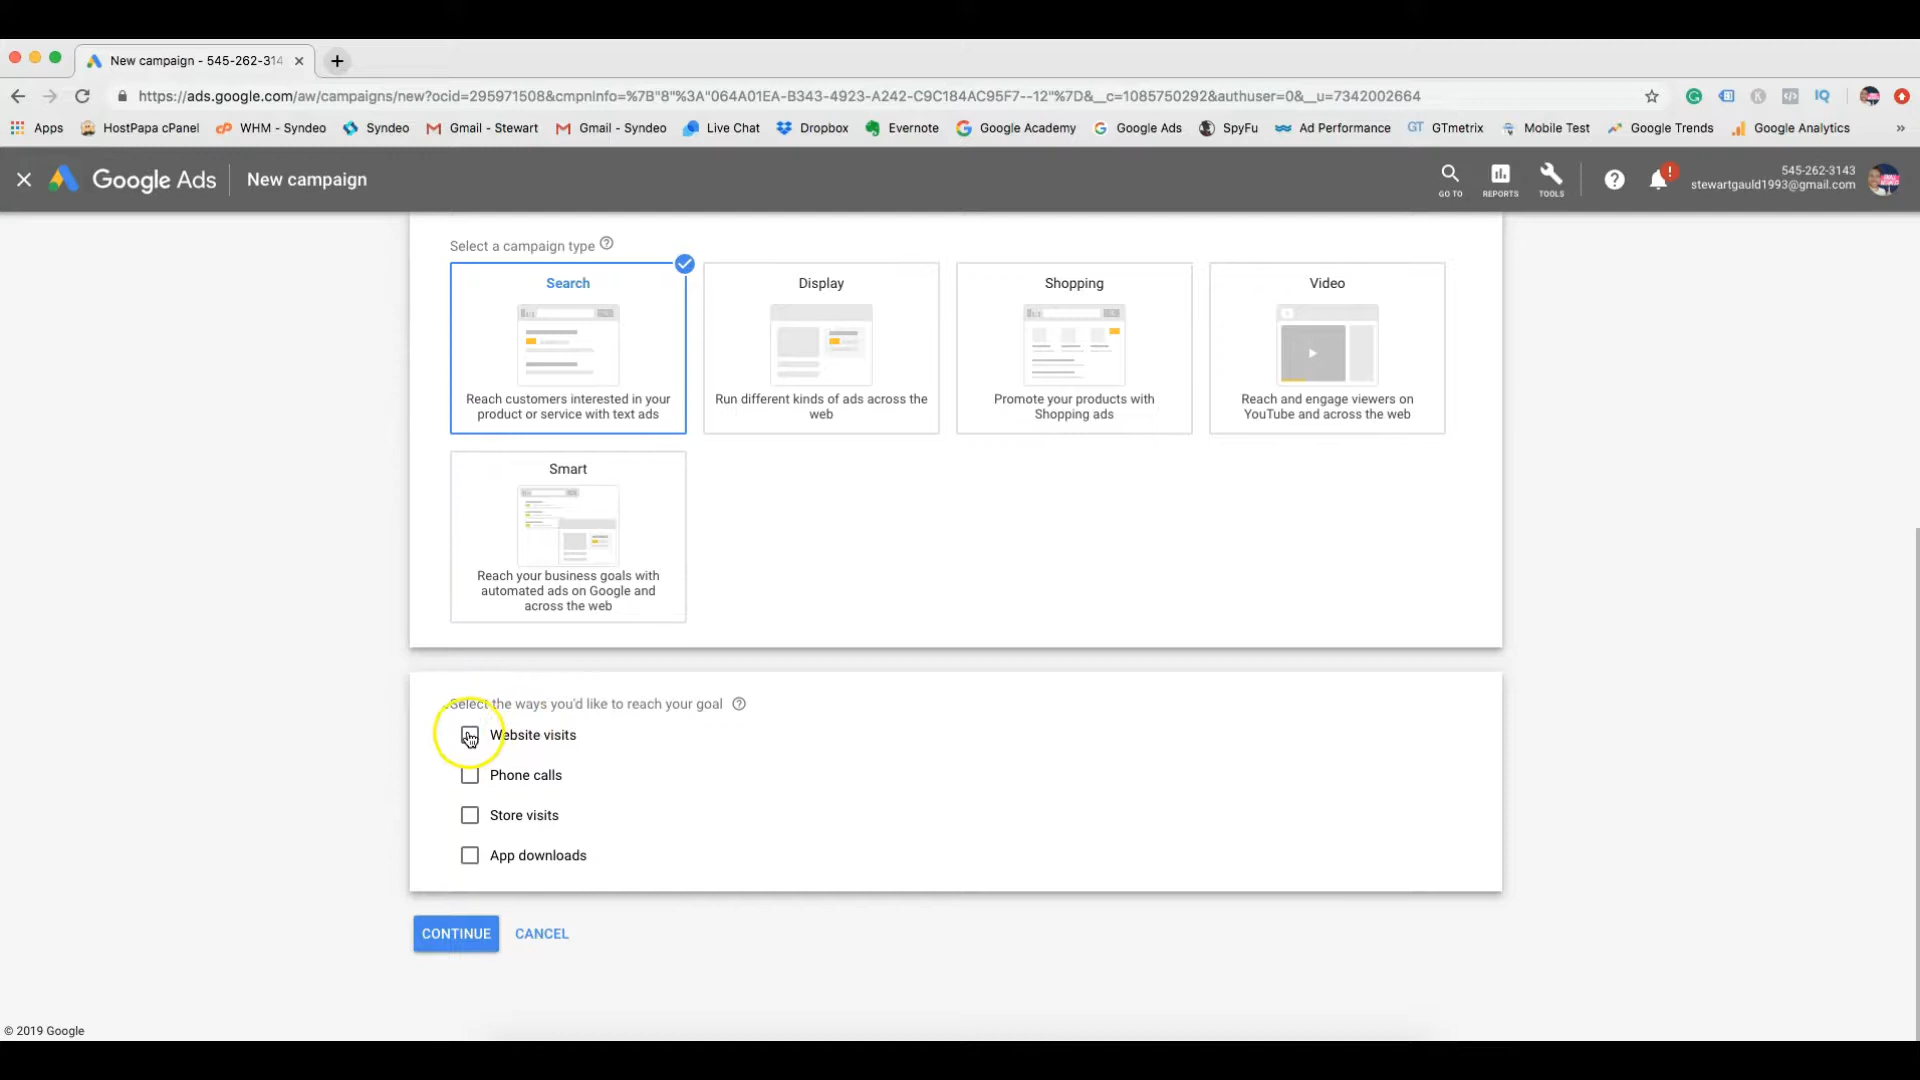 New campaign - 545-262-314
https://ads.google.com/aw/campaigns/new?ocid=295971508&cmpnInfo=%7B"8"%3A"064A01EA-B343-4923-A242-C9C184AC95F7--12"%7D&__c=1085750292&authuser=0&__u=7342002664
Apps HostPapa cPanel WHM - Syndeo Syndeo Gmail - Stewart Gmail - Syndeo Live Chat Dropbox Evernote Google Academy Google Ads SpyFu Ad Performance GTmetrix Mobile Test Google Trends Google Analytics »
Google Ads New campaign
GO TO REPORTS TOOLS
545-262-3143
stewartgauld1993@gmail.com
Select a campaign type
Search
Reach customers interested in your
product or service with text ads
Display
Run different kinds of ads across the
web
Shopping
Promote your products with
Shopping ads
Video
Reach and engage viewers on
YouTube and across the web
Smart
Reach your business goals with
automated ads on Google and
across the web
Select the ways you'd like to reach your goal
Website visits
Phone calls
Store visits
App downloads
CONTINUE CANCEL
© 2019 Google